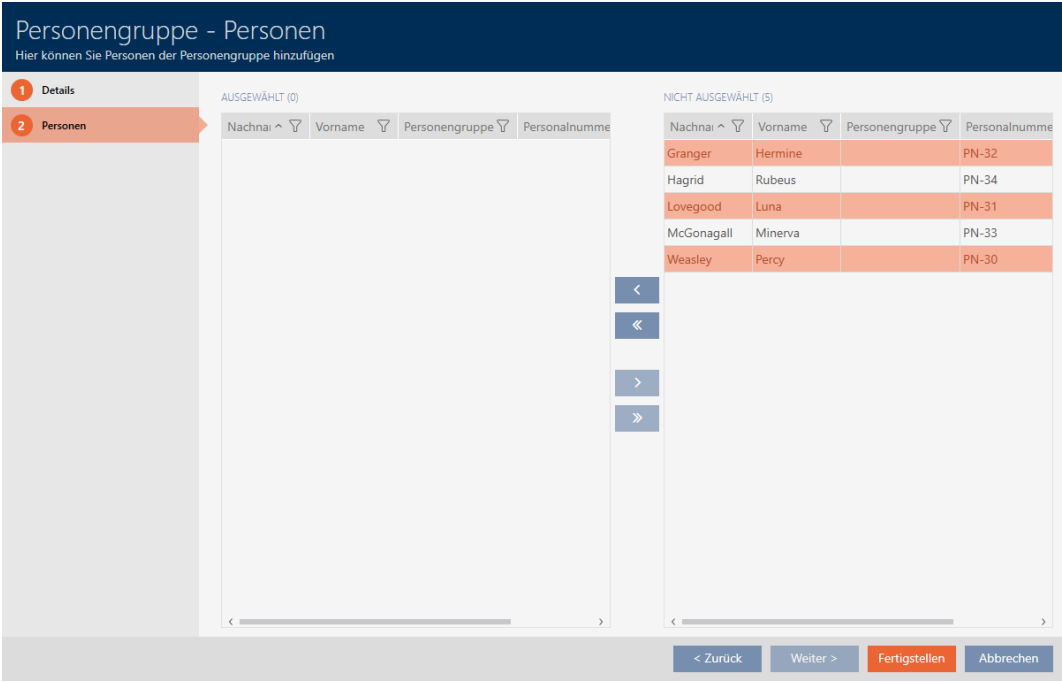 Personengruppe - Personen
Hier können Sie Personen der Personengruppe hinzufügen
1 Details
2 Personen
AUSGEWÄHLT (0)
Nachnai Vorname Personengruppe Personalnumme
NICHT AUSGEWÄHLT (5)
Nachnai Vorname Personengruppe Personalnumme
Granger Hermine PN-32
Hagrid Rubeus PN-34
Lovegood Luna PN-31
McGonagall Minerva PN-33
Weasley Percy PN-30
< Zurück Weiter > Fertigstellen Abbrechen